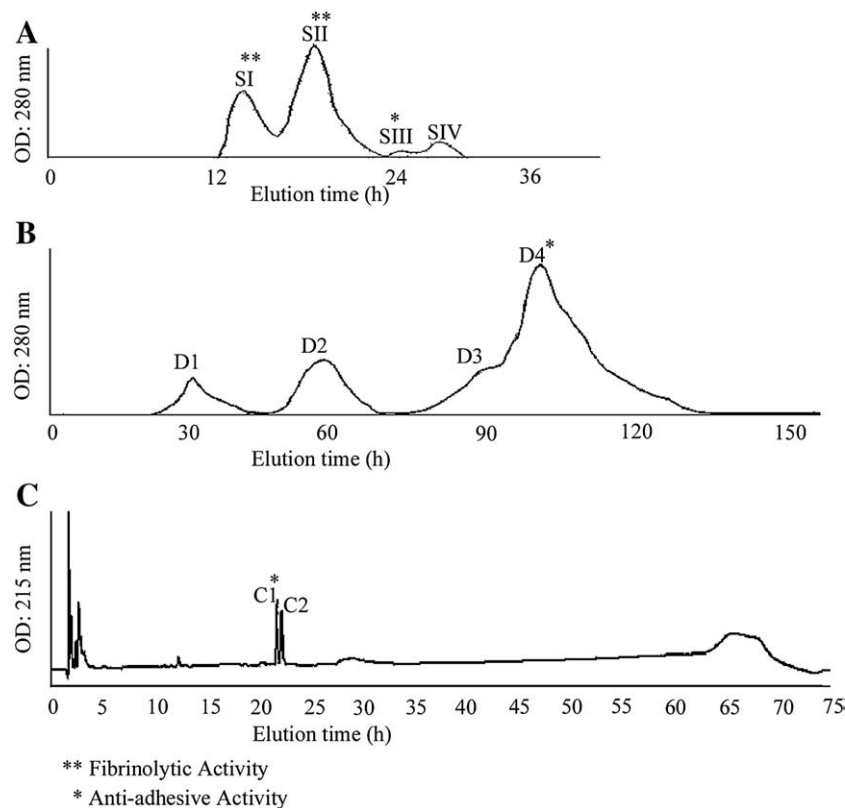 A
OD: 280 nm
**
SI
**
SII
*
SIII
SIV
0 12 24 36
Elution time (h)
B
OD: 280 nm
D1
D2
D3
D4*
0 30 60 90 120 150
Elution time (h)
C
OD: 215 nm
*
C1
C2
0 5 10 15 20 25 30 35 40 45 50 55 60 65 70 75
Elution time (h)
** Fibrinolytic Activity
* Anti-adhesive Activity